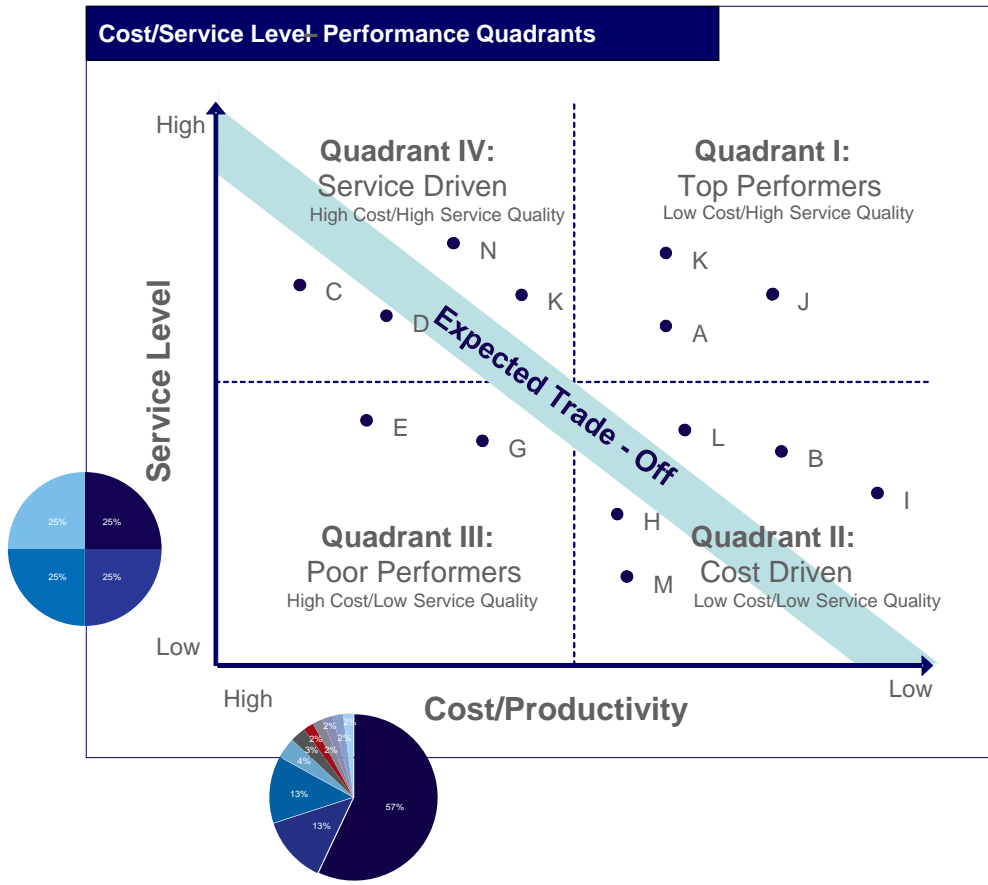 Cost/Service Level– Performance Quadrants
High
Quadrant IV:
Service Driven
High Cost/High Service Quality
Quadrant I:
Top Performers
Low Cost/High Service Quality
N
K
C
K
J
D
A
Expected Trade - Off
Service Level
E
G
L
B
I
H
M
25%
25%
25%
25%
Quadrant III:
Poor Performers
High Cost/Low Service Quality
Quadrant II:
Cost Driven
Low Cost/Low Service Quality
Low
High
Cost/Productivity
Low
2%
2%
2%
2%
2%
3%
4%
13%
13%
57%